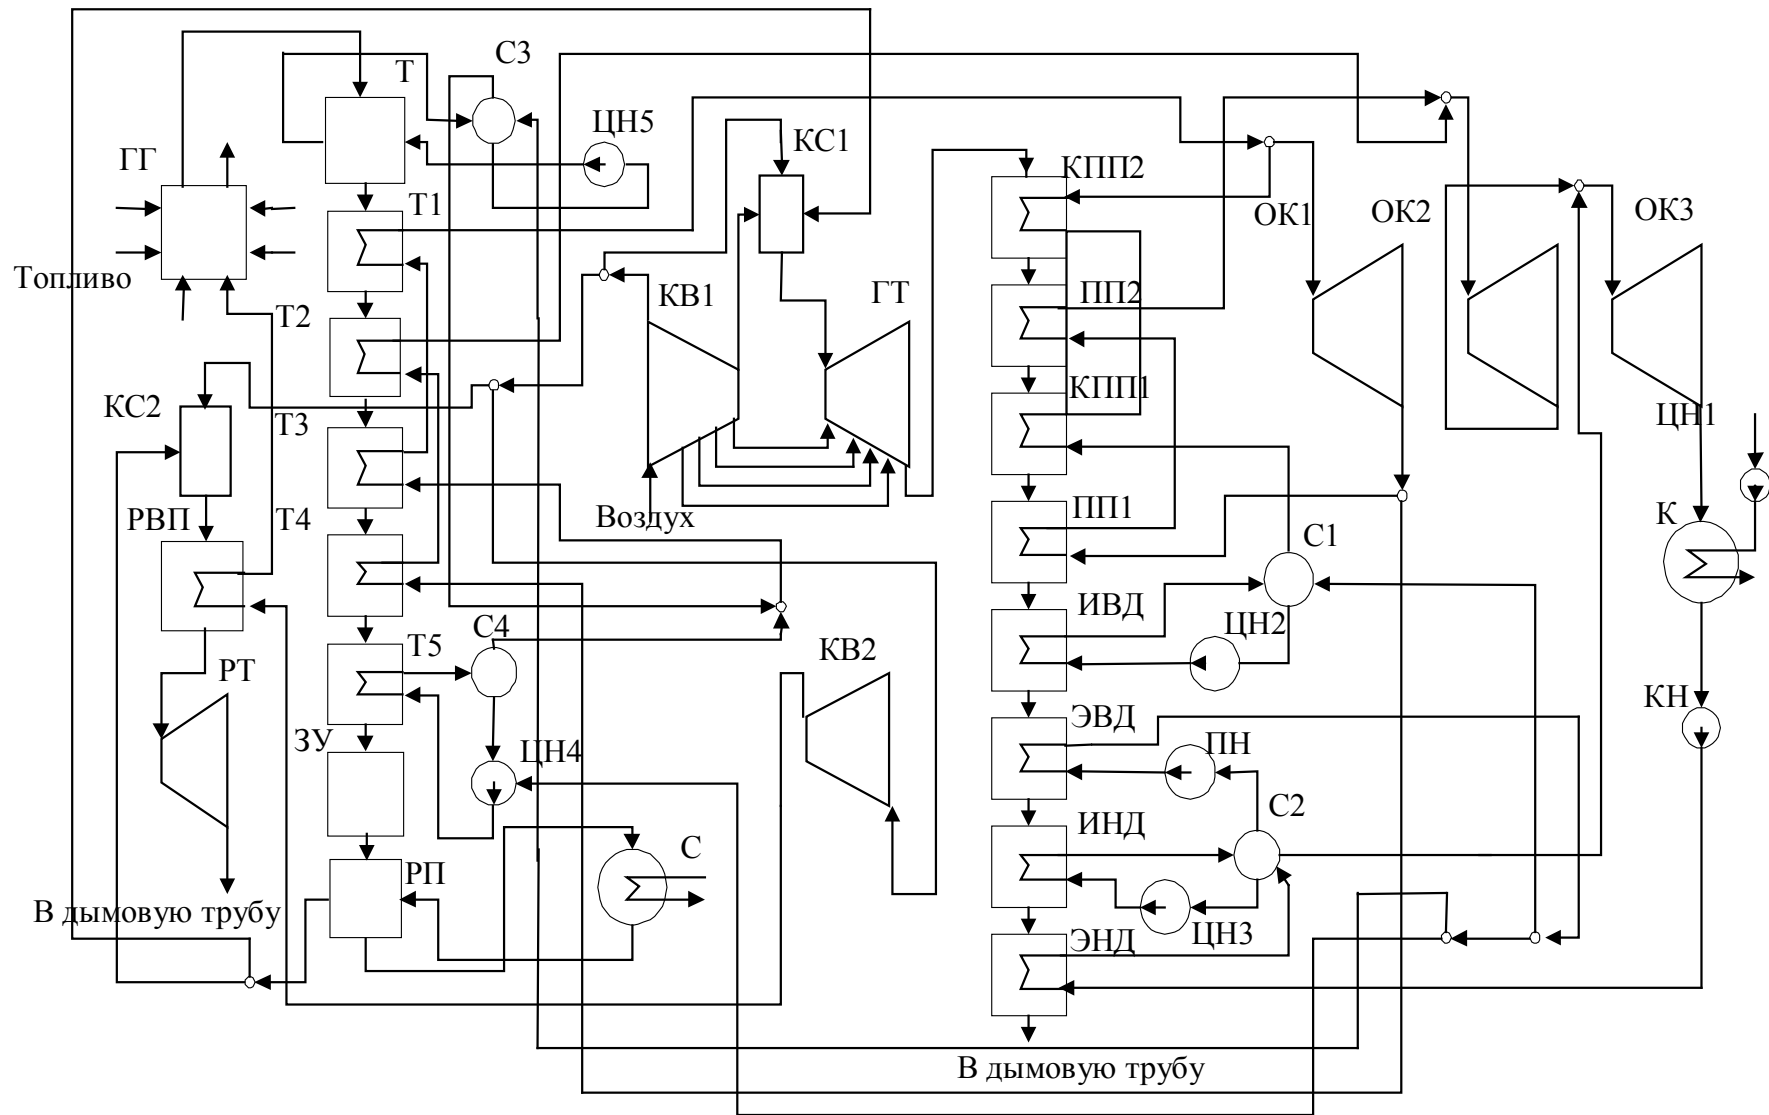 С3
Т
ЦН5
КС1
ГГ
КПП2
Т1
ОК1
ОК2
ОК3
Топливо
КВ1
ГТ
ПП2
Т2
КС2
Т3
КПП1
ЦН1
РВП
Т4
Воздух
ПП1
С1
К
С4
ИВД
ЦН2
Т5
КВ2
РТ
КН
ЗУ
ЦН4
ЭВД
ПН
С2
ИНД
С
РП
В дымовую трубу
ЦН3
ЭНД
В дымовую трубу